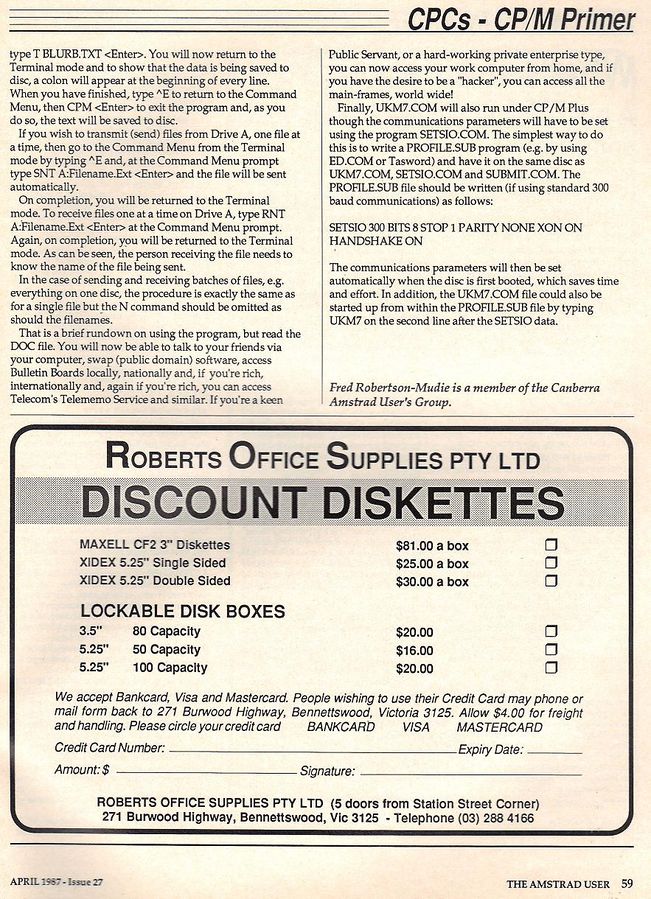 CPCs - CP/M Primer
type T BLURB.TXT <Enter>. You will now return to the
Terminal mode and to show that the data is being saved to
disc, a colon will appear at the beginning of every line.
When you have finished, type ^E to return to the Command
Menu, then CPM <Enter> to exit the program and, as you
do so, the text will be saved to disc.
If you wish to transmit (send) files from Drive A, one file at
a time, then go to the Command Menu from the Terminal
mode by typing ^E and, at the Command Menu prompt
type SNT A:Filename.Ext <Enter> and the file will be sent
automatically.
On completion, you will be returned to the Terminal
mode. To receive files one at a time on Drive A, type RNT
A:Filename.Ext <Enter> at the Command Menu prompt.
Again, on completion, you will be returned to the Terminal
mode. As can be seen, the person receiving the file needs to
know the name of the file being sent.
In the case of sending and receiving batches of files, e.g.
everything on one disc, the procedure is exactly the same as
for a single file but the N command should be omitted as
should the filenames.
That is a brief rundown on using the program, but read the
DOC file. You will now be able to talk to your friends via
your computer, swap (public domain) software, access
Bulletin Boards locally, nationally and, if you're rich,
internationally and, again if you're rich, you can access
Telecom's Telememo Service and similar. If you're a keen
Public Servant, or a hard-working private enterprise type,
you can now access your work computer from home, and if
you have the desire to be a "hacker", you can access all the
main-frames, world wide!
Finally, UKM7.COM will also run under CP/M Plus
though the communications parameters will have to be set
using the program SETSIO.COM. The simplest way to do
this is to write a PROFILE.SUB program (e.g. by using
ED.COM or Tasword) and have it on the same disc as
UKM7.COM, SETSIO.COM and SUBMIT.COM. The
PROFILE.SUB file should be written (if using standard 300
baud communications) as follows:
SETSIO 300 BITS 8 STOP 1 PARITY NONE XON ON
HANDSHAKE ON
The communications parameters will then be set
automatically when the disc is first booted, which saves time
and effort. In addition, the UKM7.COM file could also be
started up from within the PROFILE.SUB file by typing
UKM7 on the second line after the SETSIO data.
Fred Robertson-Mudie is a member of the Canberra
Amstrad User's Group.
ROBERTS OFFICE SUPPLIES PTY LTD
DISCOUNT DISKETTES
MAXELL CF2 3" Diskettes $81.00 a box
XIDEX 5.25" Single Sided $25.00 a box
XIDEX 5.25" Double Sided $30.00 a box
LOCKABLE DISK BOXES
3.5" 80 Capacity $20.00
5.25" 50 Capacity $16.00
5.25" 100 Capacity $20.00
We accept Bankcard, Visa and Mastercard. People wishing to use their Credit Card may phone or
mail form back to 271 Burwood Highway, Bennettswood, Victoria 3125. Allow $4.00 for freight
and handling. Please circle your credit card BANKCARD VISA MASTERCARD
Credit Card Number: Expiry Date:
Amount: $ Signature:
ROBERTS OFFICE SUPPLIES PTY LTD (5 doors from Station Street Corner)
271 Burwood Highway, Bennettswood, Vic 3125 - Telephone (03) 288 4166
APRIL 1987 - Issue 27
THE AMSTRAD USER 59